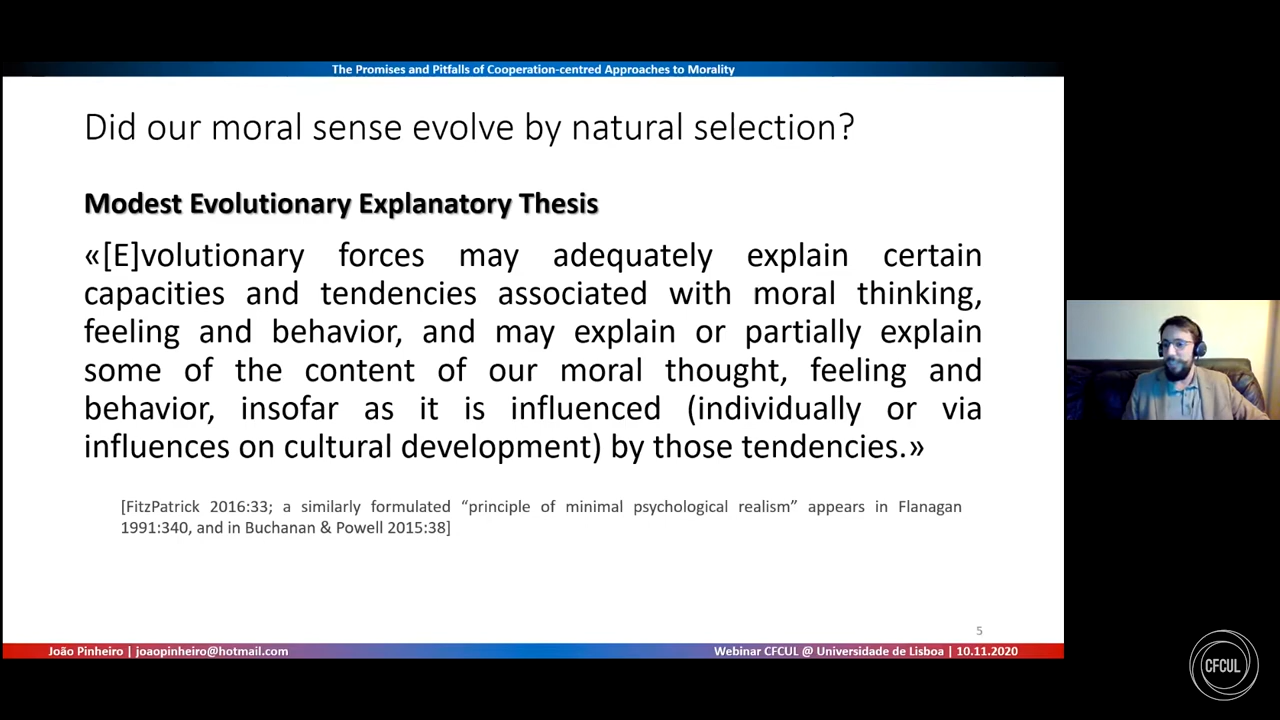 The Promises and Pitfalls of Cooperation-centred Approaches to Morality
Did our moral sense evolve by natural selection?
Modest Evolutionary Explanatory Thesis
«[E]volutionary forces may adequately explain certain
capacities and tendencies associated with moral thinking,
feeling and behavior, and may explain or partially explain
some of the content of our moral thought, feeling and
behavior, insofar as it is influenced (individually or via
influences on cultural development) by those tendencies.»
[FitzPatrick 2016:33; a similarly formulated “principle of minimal psychological realism” appears in Flanagan
1991:340, and in Buchanan & Powell 2015:38]
5
João Pinheiro | joaopinheiro@hotmail.com
Webinar CFCUL @ Universidade de Lisboa | 10.11.2020
CFCUL